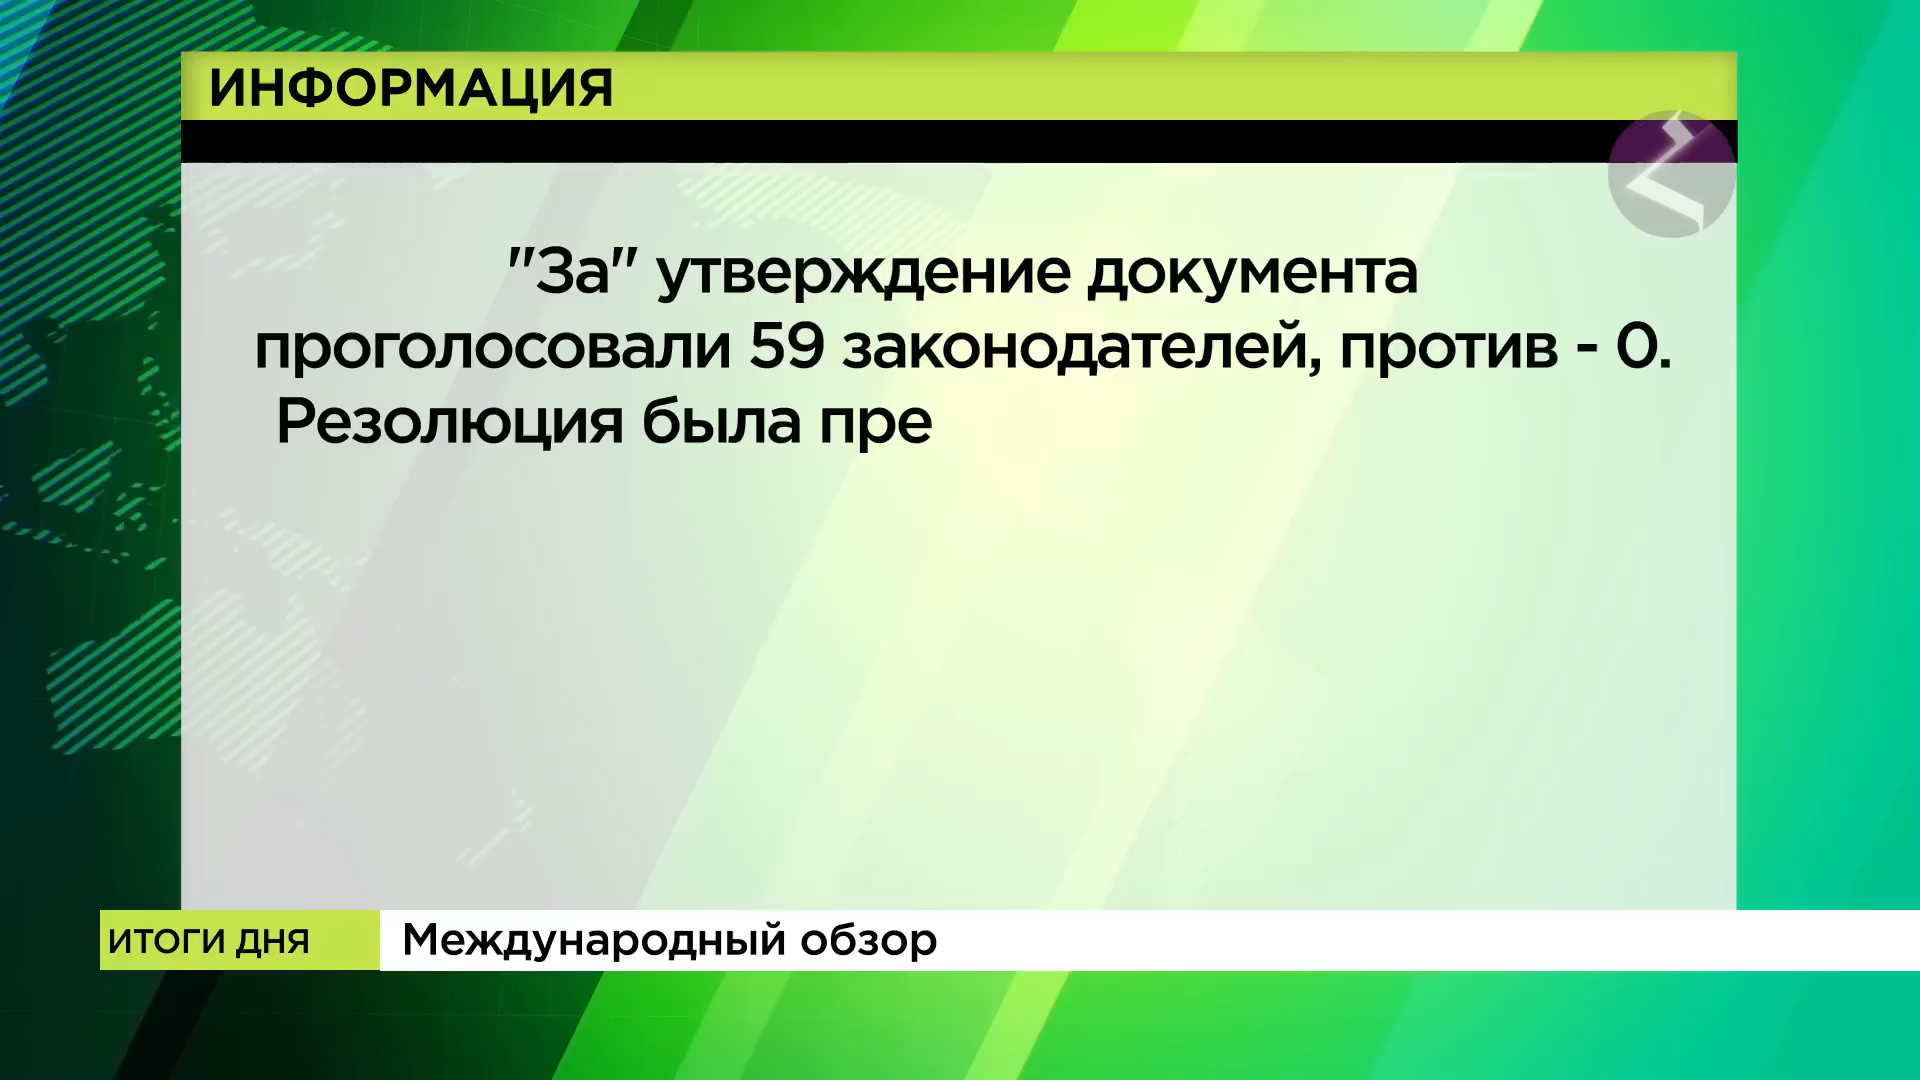 ИНФОРМАЦИЯ
"За" утверждение документа
проголосовали 59 законодателей, против - 0.
Резолюция была пре
ИТОГИ ДНЯ
Международный обзор